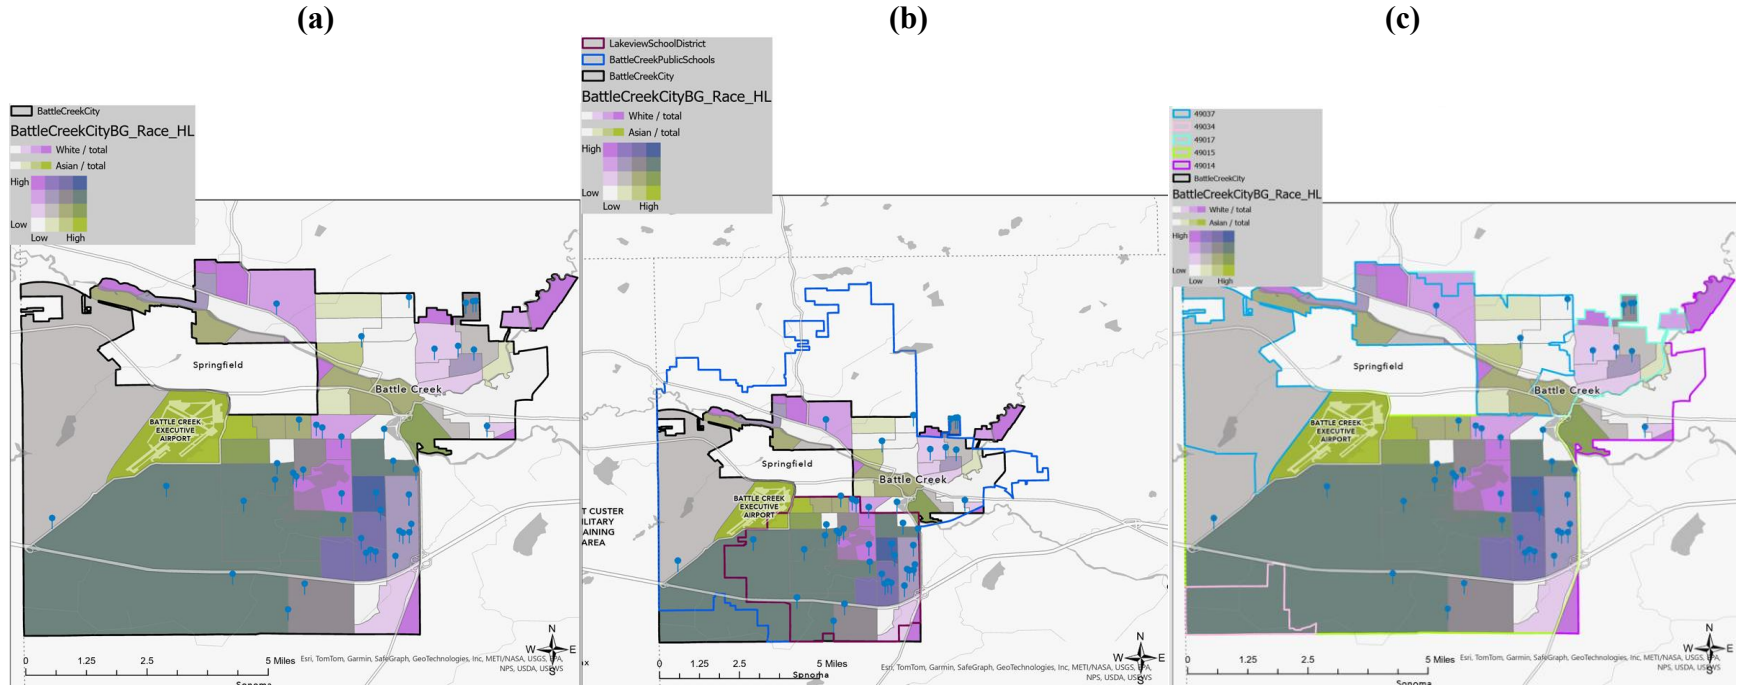 (a)
BattleCreekCity
BattleCreekCityBG_Race_HL
White / total
Asian / total
High
Low
Low High
Springfield
Battle Creek
BATTLE CREEK
EXECUTIVE
AIRPORT
N
W E
S
0 1.25 2.5 5 Miles
Esri, TomTom, Garmin, SafeGraph, GeoTechnologies, Inc, METI/NASA, USGS, EPA,
NPS, USDA, USFWS
Sonoma
(b)
LakeviewSchoolDistrict
BattleCreekPublicSchools
BattleCreekCity
BattleCreekCityBG_Race_HL
White / total
Asian / total
High
Low
Low High
Springfield
Battle Creek
BATTLE CREEK
EXECUTIVE
AIRPORT
T CUSTER
LITARY
AINING
AREA
N
W E
S
0 1.25 2.5 5 Miles
Esri, TomTom, Garmin, SafeGraph, GeoTechnologies, Inc, METI/NASA, USGS, EPA,
NPS, USDA, USFWS
Sonoma
(c)
49037
49034
49017
49015
49014
BattleCreekCity
BattleCreekCityBG_Race_HL
White / total
Asian / total
High
Low
Low High
Springfield
Battle Creek
BATTLE CREEK
EXECUTIVE
AIRPORT
N
W E
S
0 1.25 2.5 5 Miles
Esri, TomTom, Garmin, SafeGraph, GeoTechnologies, Inc, METI/NASA, USGS, EPA,
NPS, USDA, USFWS
Sonoma